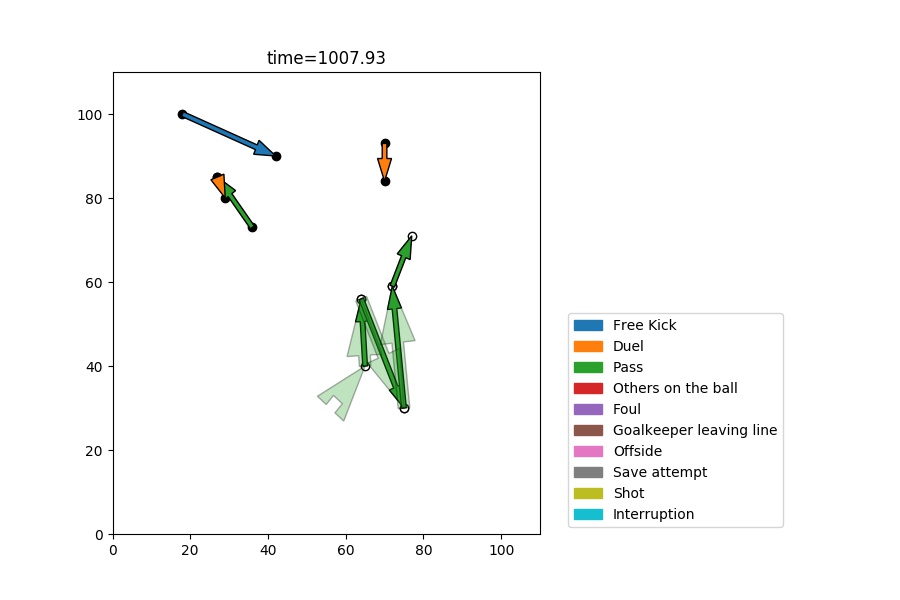 time=1007.93
100
80
60
40
20
0
0 20 40 60 80 100
Free Kick
Duel
Pass
Others on the ball
Foul
Goalkeeper leaving line
Offside
Save attempt
Shot
Interruption